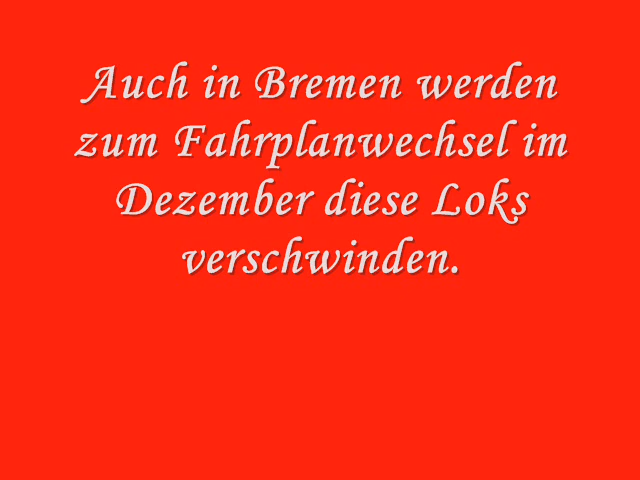 Auch in Bremen werden
zum Fahrplanwechsel im
Dezember diese Loks
verschwinden.